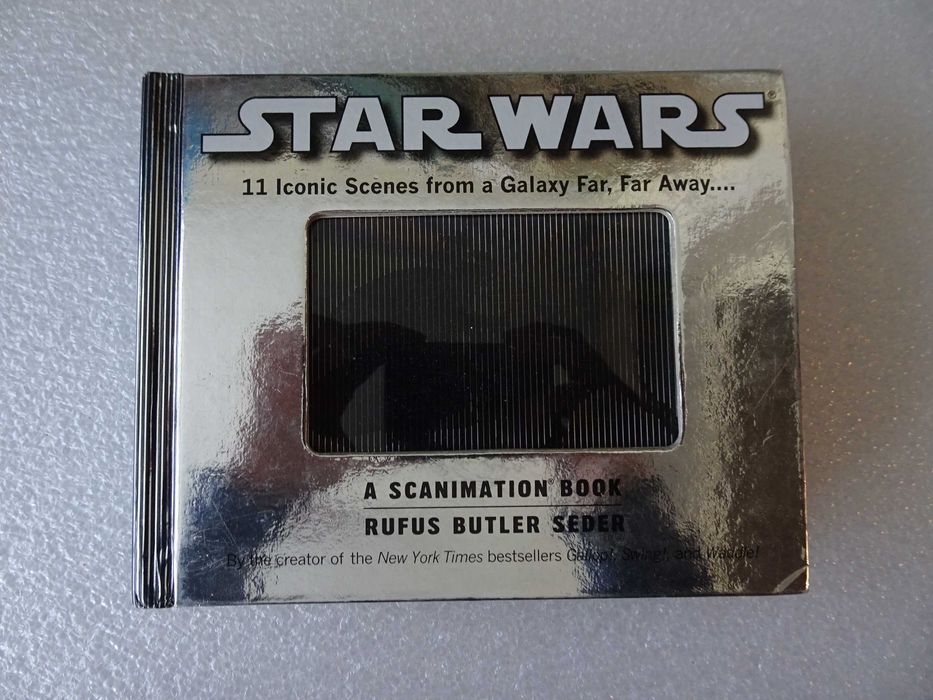 STAR WARS®
11 Iconic Scenes from a Galaxy Far, Far Away....
A SCANIMATION® BOOK
RUFUS BUTLER SEDER
By the creator of the New York Times bestsellers Gallop!, Swing!, and Waddle!